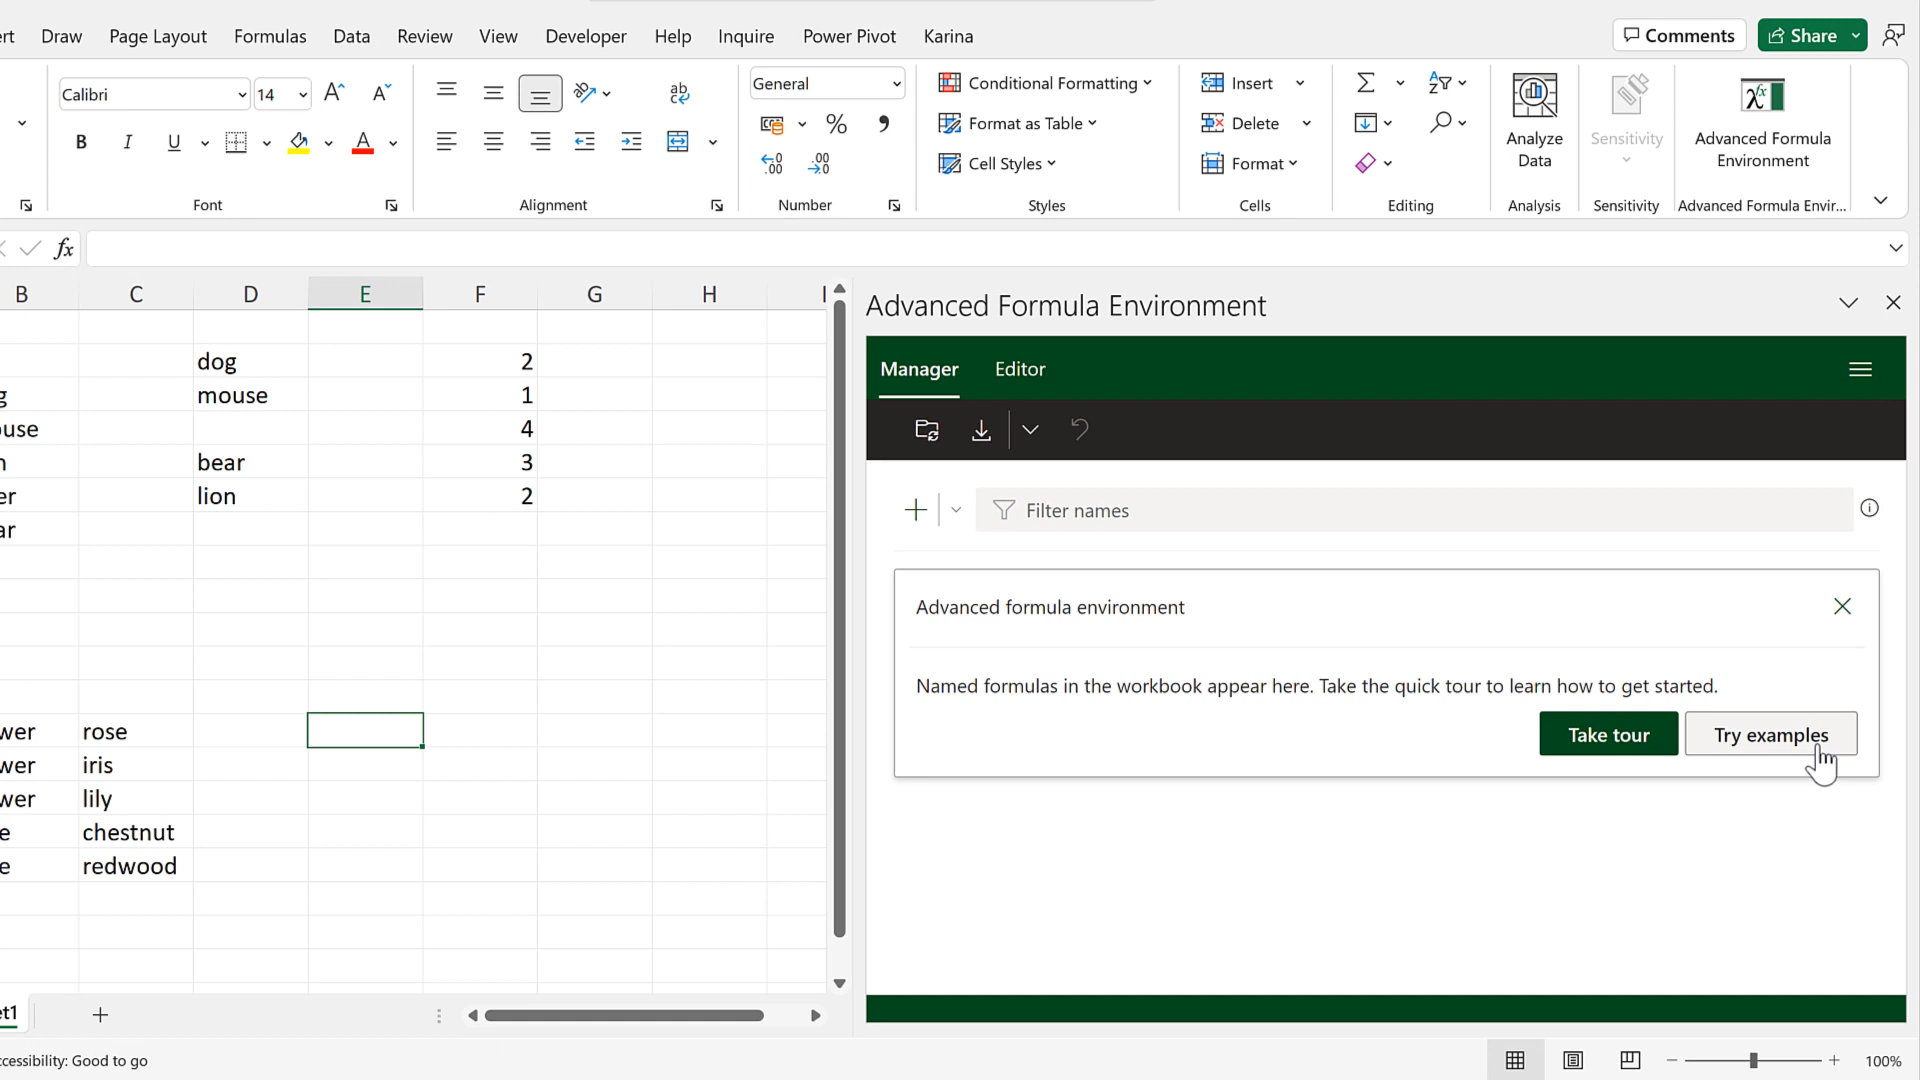 Draw Page Layout Formulas Data Review View Developer Help Inquire Power Pivot Karina Comments Share
Calibri 14 General Conditional Formatting Insert
B I U A % Format as Table Delete Analyze Data Sensitivity Advanced Formula Environment
Cell Styles Format
Font Alignment Number Styles Cells Editing Analysis Sensitivity Advanced Formula Envir...
fx
B C D E F G H
Advanced Formula Environment
Manager Editor
dog 2
mouse 1
4
bear 3
lion 2
Filter names
Advanced formula environment
Named formulas in the workbook appear here. Take the quick tour to learn how to get started.
Take tour Try examples
rose
iris
lily
chestnut
redwood
Good to go 100%